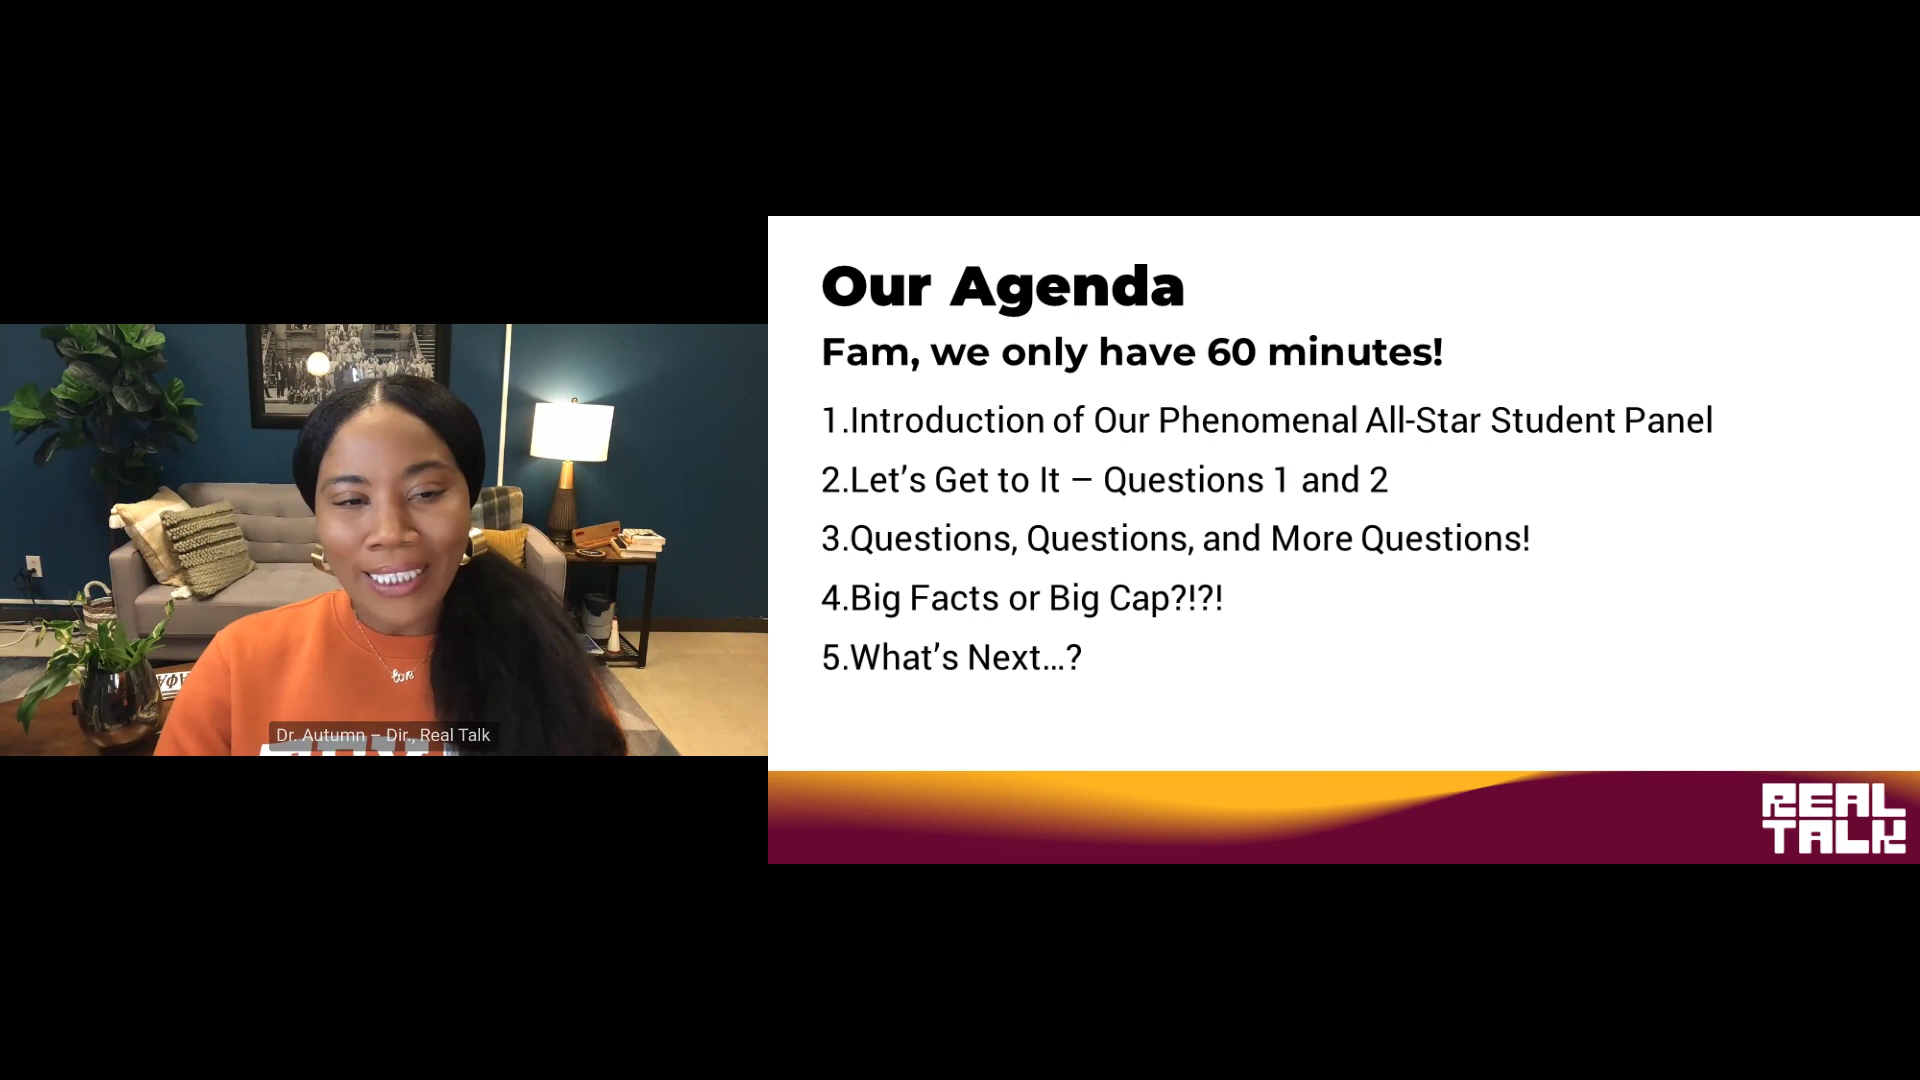 Our Agenda
Fam, we only have 60 minutes!
1.Introduction of Our Phenomenal All-Star Student Panel
2.Let’s Get to It – Questions 1 and 2
3.Questions, Questions, and More Questions!
4.Big Facts or Big Cap?!?!
5.What’s Next...?
love
Dr. Autumn – Dir., Real Talk
REAL
TALK